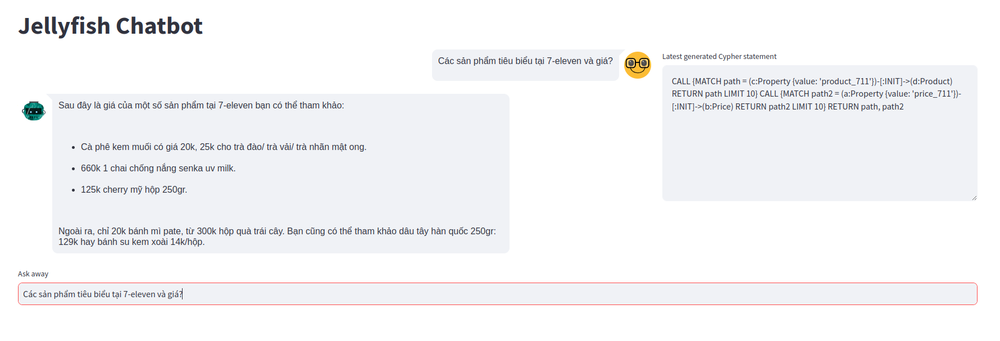 Jellyfish Chatbot
Các sản phẩm tiêu biểu tại 7-eleven và giá?
Sau đây là giá của một số sản phẩm tại 7-eleven bạn có thể tham khảo:
Cà phê kem muối có giá 20k, 25k cho trà đào/ trà vải/ trà nhãn mật ong.
660k 1 chai chống nắng senka uv milk.
125k cherry mỹ hộp 250gr.
Ngoài ra, chỉ 20k bánh mì pate, từ 300k hộp quà trái cây. Bạn cũng có thể tham khảo dâu tây hàn quốc 250gr:
129k hay bánh su kem xoài 14k/hộp.
Latest generated Cypher statement
CALL {MATCH path = (c:Property {value: 'product_711'})-[:INIT]->(d:Product)
RETURN path LIMIT 10} CALL {MATCH path2 = (a:Property {value: 'price_711'})-
[:INIT]->(b:Price) RETURN path2 LIMIT 10} RETURN path, path2
Ask away
Các sản phẩm tiêu biểu tại 7-eleven và giá?